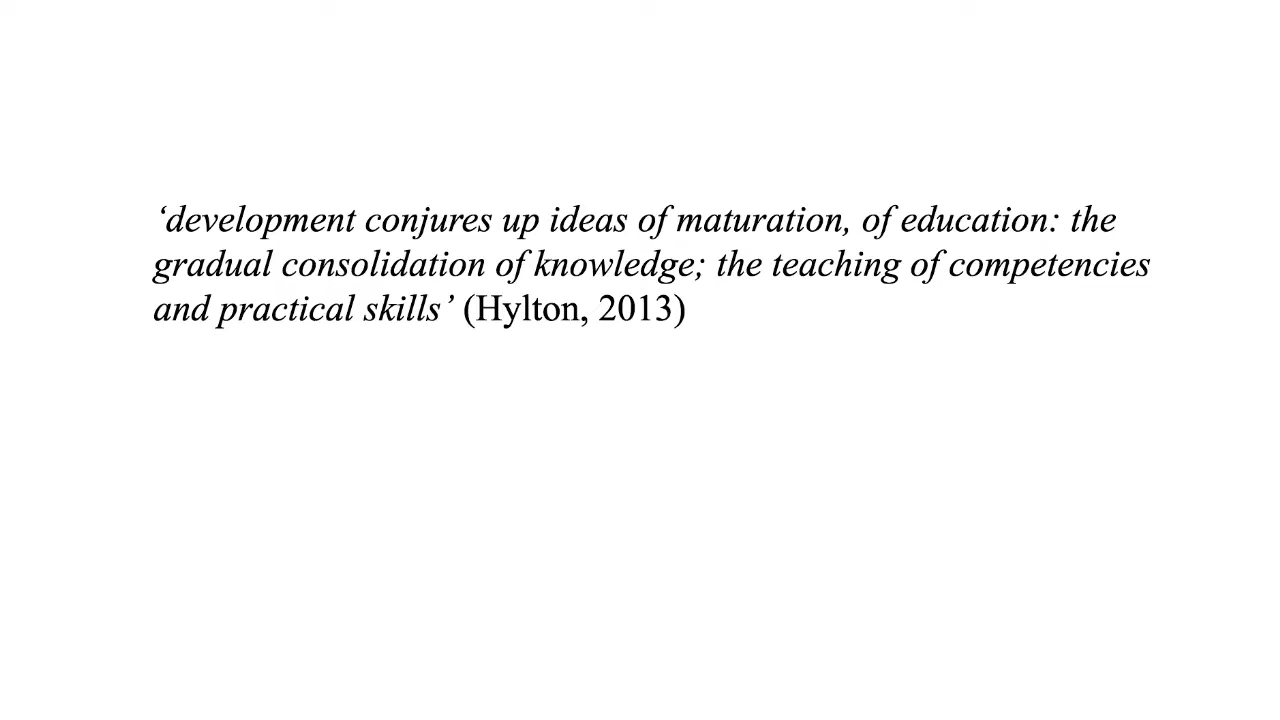 ‘development conjures up ideas of maturation, of education: the
gradual consolidation of knowledge; the teaching of competencies
and practical skills’ (Hylton, 2013)